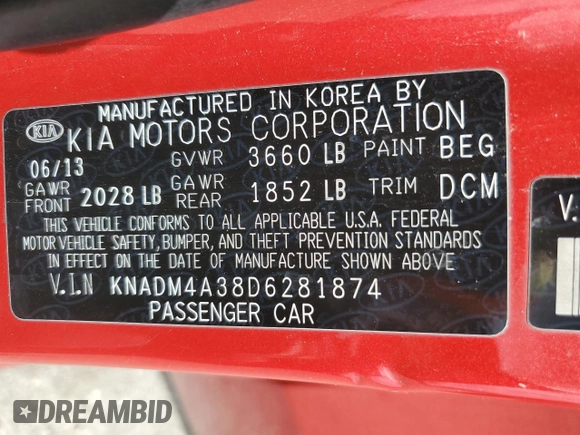 MANUFACTURED IN KOREA BY
KIA KIA MOTORS CORPORATION
06/13 GVWR 3660 LB PAINT BEG
GAWR FRONT 2028 LB GAWR REAR 1852 LB TRIM DCM
THIS VEHICLE CONFORMS TO ALL APPLICABLE U.S.A. FEDERAL
MOTOR VEHICLE SAFETY, BUMPER, AND THEFT PREVENTION STANDARDS
IN EFFECT ON THE DATE OF MANUFACTURE SHOWN ABOVE
V.I.N KNADM4A38D6281874
PASSENGER CAR
V.
DREAMBID